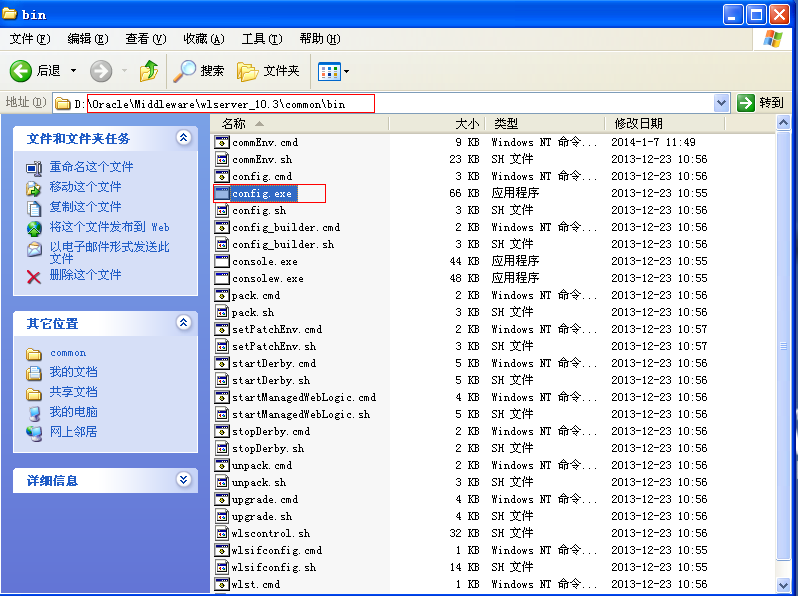 bin
文件(F) 编辑(E) 查看(V) 收藏(A) 工具(T) 帮助(H)
后退 搜索 文件夹
地址(D) D:\Oracle\Middleware\wlserver_10.3\common\bin 转到
文件和文件夹任务
重命名这个文件
移动这个文件
复制这个文件
将这个文件发布到 Web
以电子邮件形式发送此
文件
删除这个文件
其它位置
common
我的文档
共享文档
我的电脑
网上邻居
详细信息
名称 大小 类型 修改日期
commEnv.cmd 9 KB Windows NT 命令... 2014-1-7 11:49
commEnv.sh 23 KB SH 文件 2013-12-23 10:56
config.cmd 3 KB Windows NT 命令... 2013-12-23 10:56
config.exe 66 KB 应用程序 2013-12-23 10:55
config.sh 3 KB SH 文件 2013-12-23 10:56
config_builder.cmd 2 KB Windows NT 命令... 2013-12-23 10:56
config_builder.sh 3 KB SH 文件 2013-12-23 10:56
console.exe 44 KB 应用程序 2013-12-23 10:55
consolew.exe 48 KB 应用程序 2013-12-23 10:55
pack.cmd 2 KB Windows NT 命令... 2013-12-23 10:56
pack.sh 3 KB SH 文件 2013-12-23 10:56
setPatchEnv.cmd 2 KB Windows NT 命令... 2013-12-23 10:57
setPatchEnv.sh 3 KB SH 文件 2013-12-23 10:57
startDerby.cmd 5 KB Windows NT 命令... 2013-12-23 10:56
startDerby.sh 5 KB SH 文件 2013-12-23 10:56
startManagedWebLogic.cmd 4 KB Windows NT 命令... 2013-12-23 10:56
startManagedWebLogic.sh 5 KB SH 文件 2013-12-23 10:56
stopDerby.cmd 2 KB Windows NT 命令... 2013-12-23 10:56
stopDerby.sh 2 KB SH 文件 2013-12-23 10:56
unpack.cmd 2 KB Windows NT 命令... 2013-12-23 10:56
unpack.sh 3 KB SH 文件 2013-12-23 10:56
upgrade.cmd 4 KB Windows NT 命令... 2013-12-23 10:56
upgrade.sh 4 KB SH 文件 2013-12-23 10:56
wlscontrol.sh 32 KB SH 文件 2013-12-23 10:56
wlsifconfig.cmd 1 KB Windows NT 命令... 2013-12-23 10:55
wlsifconfig.sh 14 KB SH 文件 2013-12-23 10:55
wlst.cmd 1 KB Windows NT 命令... 2013-12-23 10:56